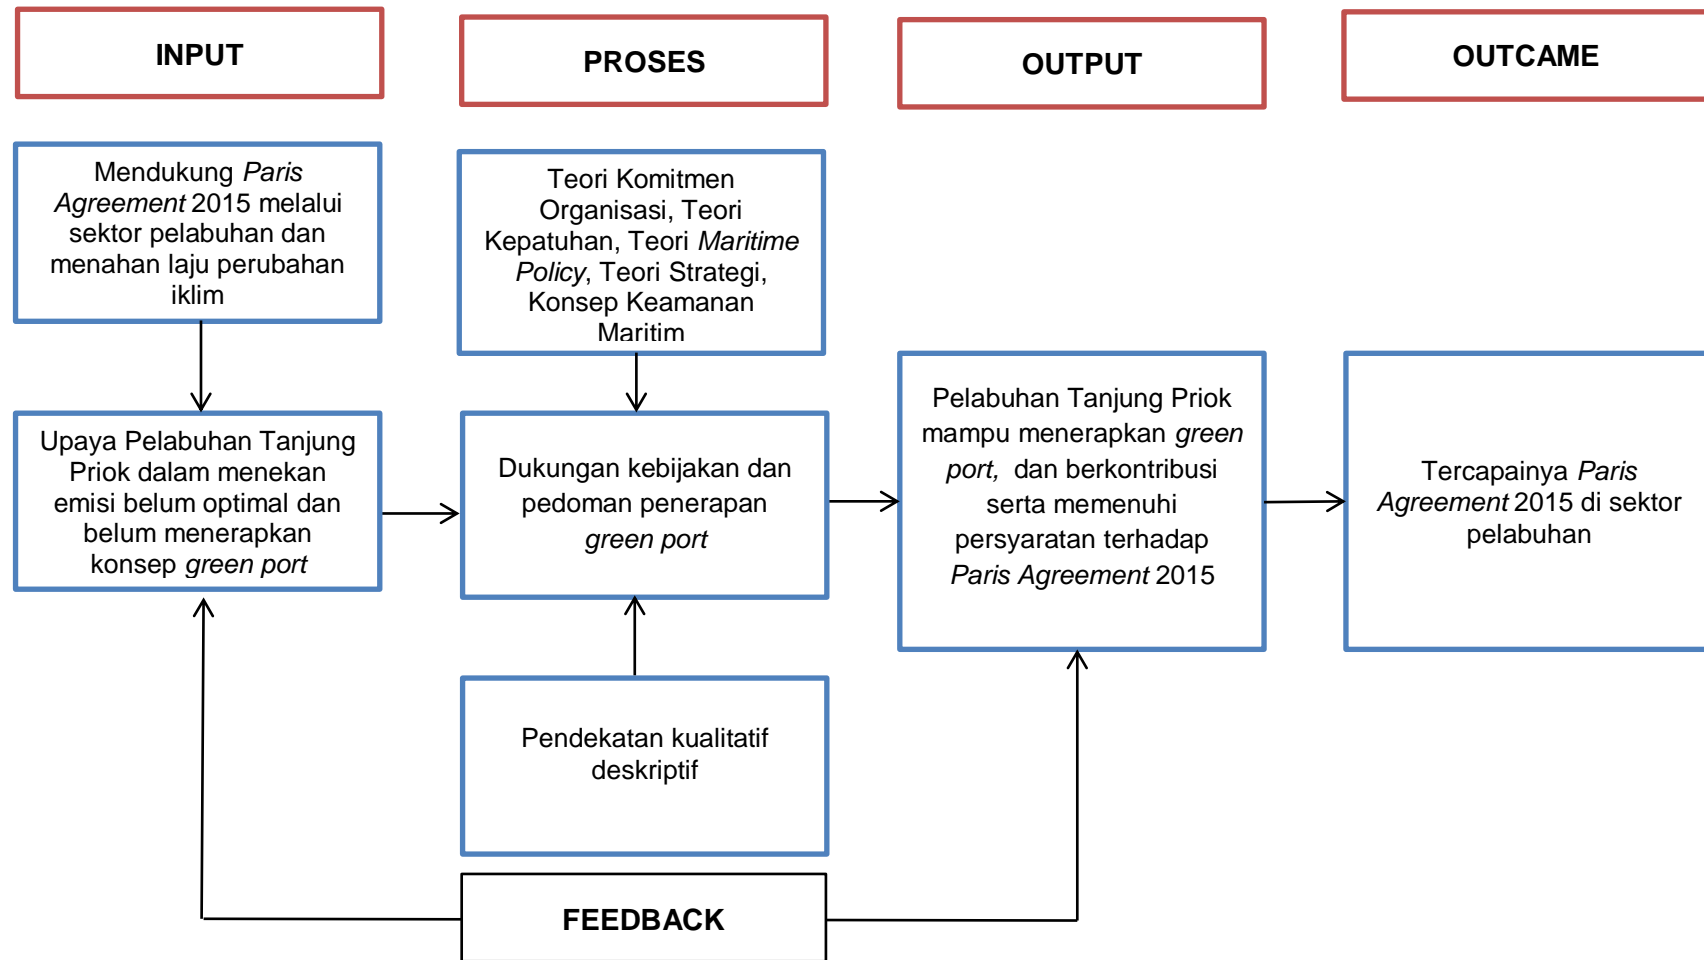 INPUT
PROSES
OUTPUT
OUTCAME
Mendukung Paris
Agreement 2015 melalui
sektor pelabuhan dan
menahan laju perubahan
iklim
Teori Komitmen
Organisasi, Teori
Kepatuhan, Teori Maritime
Policy, Teori Strategi,
Konsep Keamanan
Maritim
Upaya Pelabuhan Tanjung
Priok dalam menekan
emisi belum optimal dan
belum menerapkan
konsep green port
Dukungan kebijakan dan
pedoman penerapan
green port
Pelabuhan Tanjung Priok
mampu menerapkan green
port, dan berkontribusi
serta memenuhi
persyaratan terhadap
Paris Agreement 2015
Tercapainya Paris
Agreement 2015 di sektor
pelabuhan
Pendekatan kualitatif
deskriptif
FEEDBACK